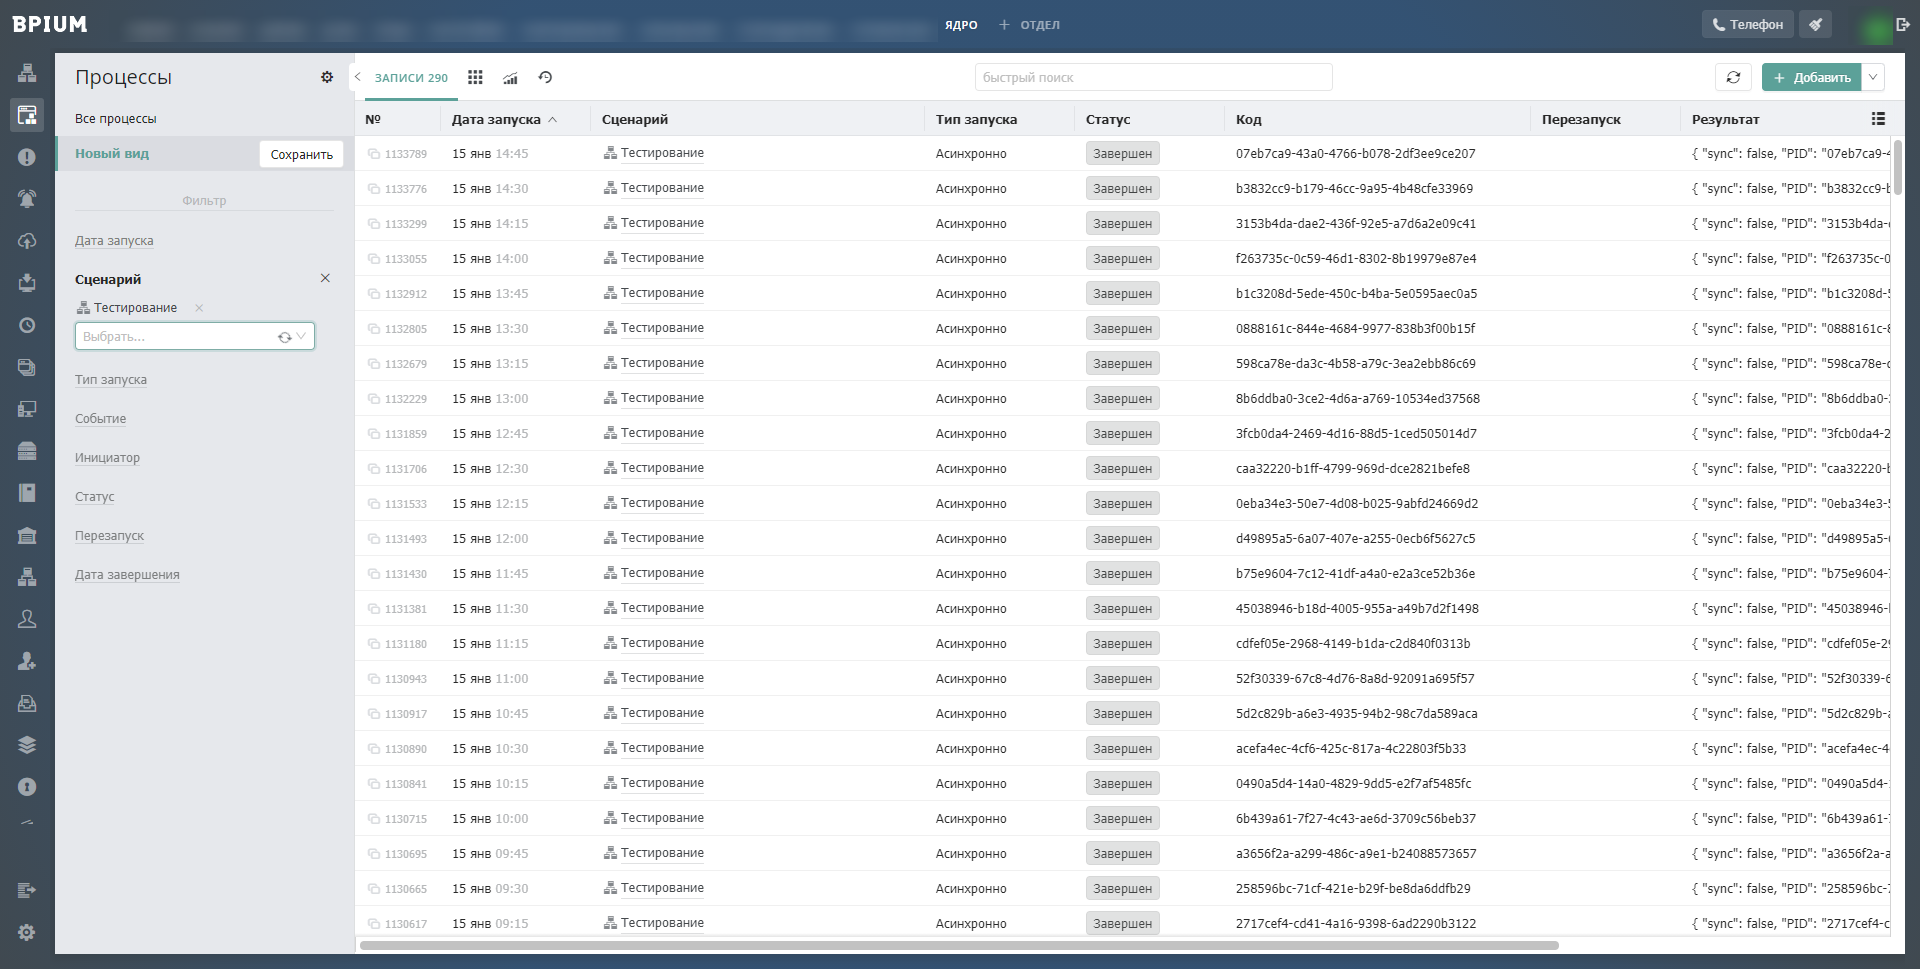 BPIUM
ЯДРО
+ ОТДЕЛ
Телефон
Процессы
ЗАПИСИ 290
быстрый поиск
+ Добавить
Все процессы
Новый вид
Сохранить
Фильтр
Дата запуска
Сценарий
Тестирование
Выбрать...
Тип запуска
Событие
Инициатор
Статус
Перезапуск
Дата завершения
№ Дата запуска Сценарий Тип запуска Статус Код Перезапуск Результат
1133789 15 янв 14:45 Тестирование Асинхронно Завершен 07eb7ca9-43a0-4766-b078-2df3ee9ce207 { "sync": false, "PID": "07eb7ca9-4
1133776 15 янв 14:30 Тестирование Асинхронно Завершен b3832cc9-b179-46cc-9a95-4b48cfe33969 { "sync": false, "PID": "b3832cc9-b
1133299 15 янв 14:15 Тестирование Асинхронно Завершен 3153b4da-dae2-436f-92e5-a7d6a2e09c41 { "sync": false, "PID": "3153b4da-
1133055 15 янв 14:00 Тестирование Асинхронно Завершен f263735c-0c59-46d1-8302-8b19979e87e4 { "sync": false, "PID": "f263735c-0
1132912 15 янв 13:45 Тестирование Асинхронно Завершен b1c3208d-5ede-450c-b4ba-5e0595aec0a5 { "sync": false, "PID": "b1c3208d-5
1132805 15 янв 13:30 Тестирование Асинхронно Завершен 0888161c-844e-4684-9977-838b3f00b15f { "sync": false, "PID": "0888161c-8
1132679 15 янв 13:15 Тестирование Асинхронно Завершен 598ca78e-da3c-4b58-a79c-3ea2ebb86c69 { "sync": false, "PID": "598ca78e-
1132229 15 янв 13:00 Тестирование Асинхронно Завершен 8b6ddba0-3ce2-4d6a-a769-10534ed37568 { "sync": false, "PID": "8b6ddba0-
1131859 15 янв 12:45 Тестирование Асинхронно Завершен 3fcb0da4-2469-4d16-88d5-1ced505014d7 { "sync": false, "PID": "3fcb0da4-2
1131706 15 янв 12:30 Тестирование Асинхронно Завершен caa32220-b1ff-4799-969d-dce2821befe8 { "sync": false, "PID": "caa32220-b
1131533 15 янв 12:15 Тестирование Асинхронно Завершен 0eba34e3-50e7-4d08-b025-9abfd24669d2 { "sync": false, "PID": "0eba34e3-5
1131493 15 янв 12:00 Тестирование Асинхронно Завершен d49895a5-6a07-407e-a255-0ecb6f5627c5 { "sync": false, "PID": "d49895a5-
1131430 15 янв 11:45 Тестирование Асинхронно Завершен b75e9604-7c12-41df-a4a0-e2a3ce52b36e { "sync": false, "PID": "b75e9604-
1131381 15 янв 11:30 Тестирование Асинхронно Завершен 45038946-b18d-4005-955a-a49b7d2f1498 { "sync": false, "PID": "45038946-
1131180 15 янв 11:15 Тестирование Асинхронно Завершен cdfef05e-2968-4149-b1da-c2d840f0313b { "sync": false, "PID": "cdfef05e-29
1130943 15 янв 11:00 Тестирование Асинхронно Завершен 52f30339-67c8-4d76-8a8d-92091a695f57 { "sync": false, "PID": "52f30339-6
1130917 15 янв 10:45 Тестирование Асинхронно Завершен 5d2c829b-a6e3-4935-94b2-98c7da589aca { "sync": false, "PID": "5d2c829b-a
1130890 15 янв 10:30 Тестирование Асинхронно Завершен acefa4ec-4cf6-425c-817a-4c22803f5b33 { "sync": false, "PID": "acefa4ec-4
1130841 15 янв 10:15 Тестирование Асинхронно Завершен 0490a5d4-14a0-4829-9dd5-e2f7af5485fc { "sync": false, "PID": "0490a5d4-
1130715 15 янв 10:00 Тестирование Асинхронно Завершен 6b439a61-7f27-4c43-ae6d-3709c56beb37 { "sync": false, "PID": "6b439a61-
1130695 15 янв 09:45 Тестирование Асинхронно Завершен a3656f2a-a299-486c-a9e1-b24088573657 { "sync": false, "PID": "a3656f2a-a
1130665 15 янв 09:30 Тестирование Асинхронно Завершен 258596bc-71cf-421e-b29f-be8da6ddfb29 { "sync": false, "PID": "258596bc-
1130617 15 янв 09:15 Тестирование Асинхронно Завершен 2717cef4-cd41-4a16-9398-6ad2290b3122 { "sync": false, "PID": "2717cef4-c